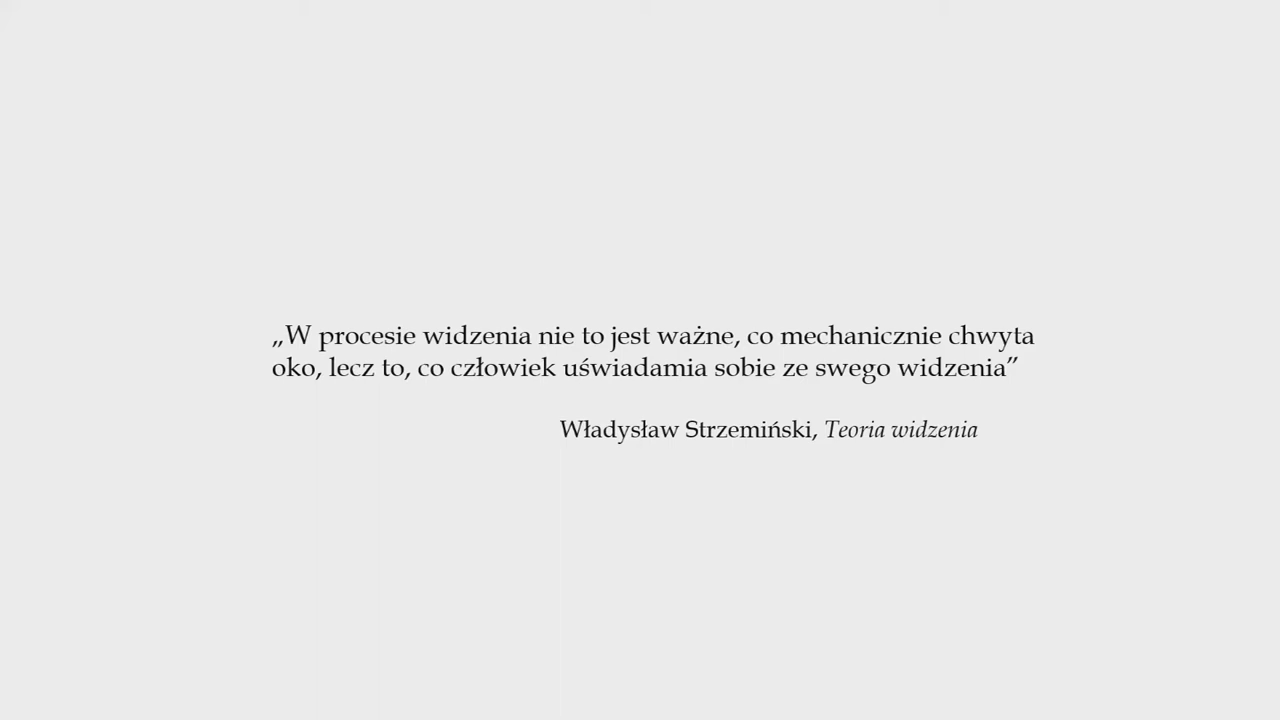 „W procesie widzenia nie to jest ważne, co mechanicznie chwyta
oko, lecz to, co człowiek uświadamia sobie ze swego widzenia”
Władysław Strzemiński, Teoria widzenia